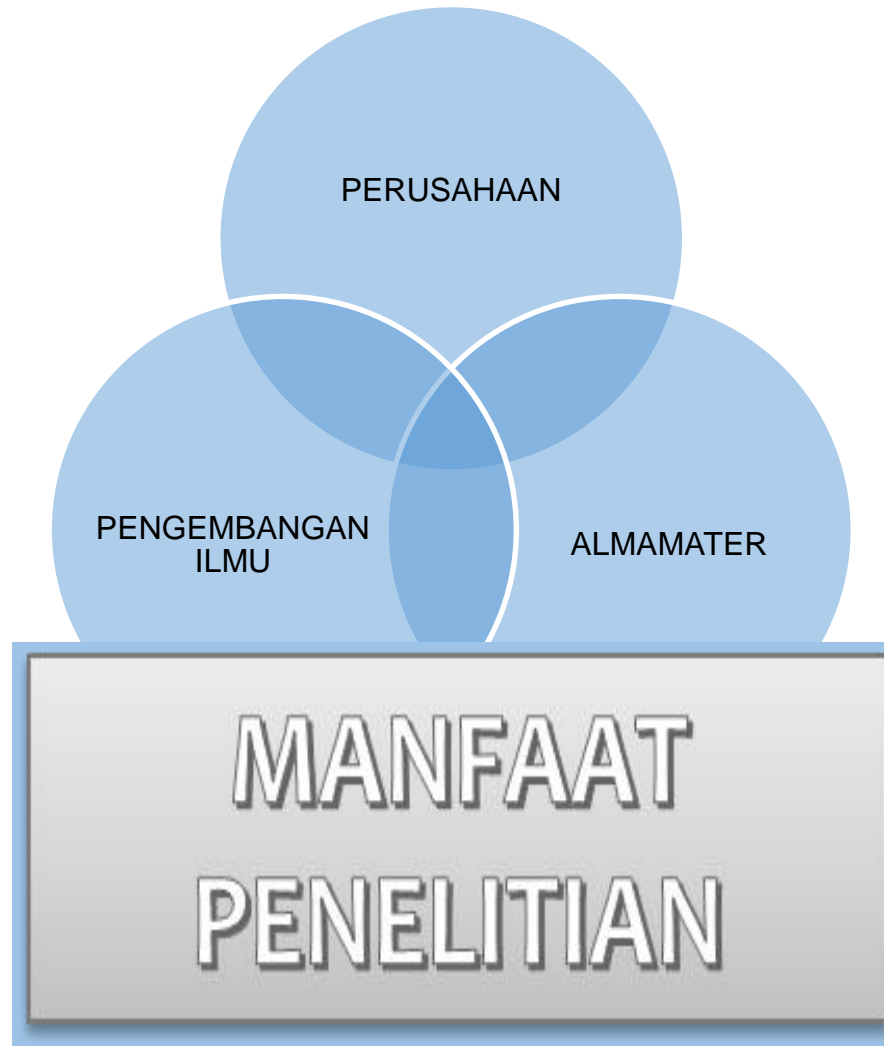 PERUSAHAAN
PENGEMBANGAN
ILMU
ALMAMATER
MANFAAT
PENELITIAN